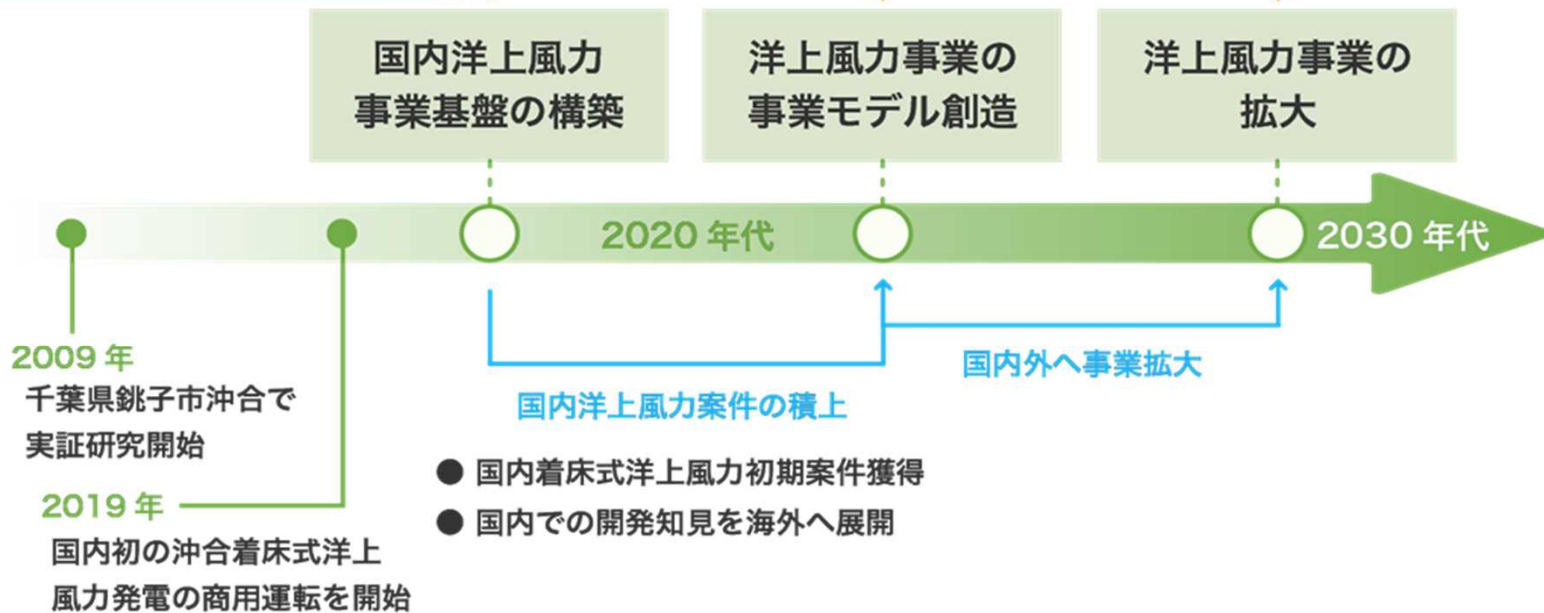 国内洋上風力
事業基盤の構築
洋上風力事業の
事業モデル創造
洋上風力事業の
拡大
2020 年代
2030 年代
2009 年
千葉県銚子市沖合で
実証研究開始
2019 年
国内初の沖合着床式洋上
風力発電の商用運転を開始
国内洋上風力案件の積上
● 国内着床式洋上風力初期案件獲得
● 国内での開発知見を海外へ展開
国内外へ事業拡大